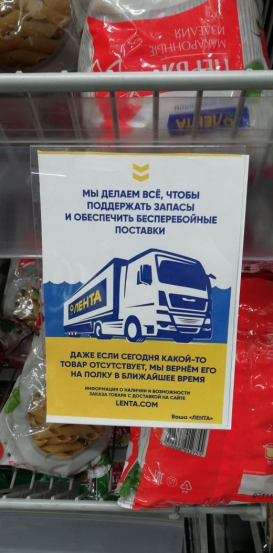 МАКАРОННЫЕ
ИЗДЕЛИЯ
ЛЕНТА
МЫ ДЕЛАЕМ ВСЁ, ЧТОБЫ
ПОДДЕРЖАТЬ ЗАПАСЫ
И ОБЕСПЕЧИТЬ БЕСПЕРЕБОЙНЫЕ
ПОСТАВКИ
ЛЕНТА
ДАЖЕ ЕСЛИ СЕГОДНЯ КАКОЙ-ТО
ТОВАР ОТСУТСТВУЕТ, МЫ ВЕРНЁМ ЕГО
НА ПОЛКУ В БЛИЖАЙШЕЕ ВРЕМЯ
ИНФОРМАЦИЯ О НАЛИЧИИ И ВОЗМОЖНОСТИ
ЗАКАЗА ТОВАРА С ДОСТАВКОЙ НА САЙТЕ
LENTA.COM
Ваша «ЛЕНТА»